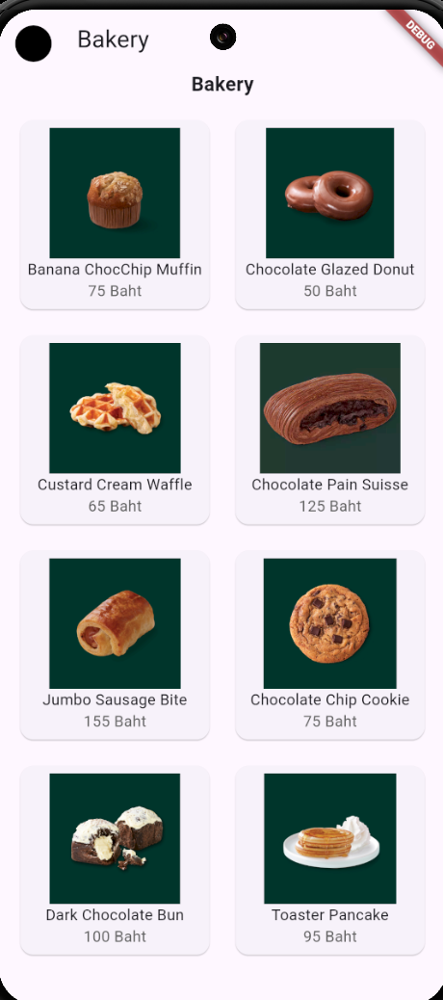 Bakery
DEBUG
Bakery
Banana ChocChip Muffin
75 Baht
Chocolate Glazed Donut
50 Baht
Custard Cream Waffle
65 Baht
Chocolate Pain Suisse
125 Baht
Jumbo Sausage Bite
155 Baht
Chocolate Chip Cookie
75 Baht
Dark Chocolate Bun
100 Baht
Toaster Pancake
95 Baht